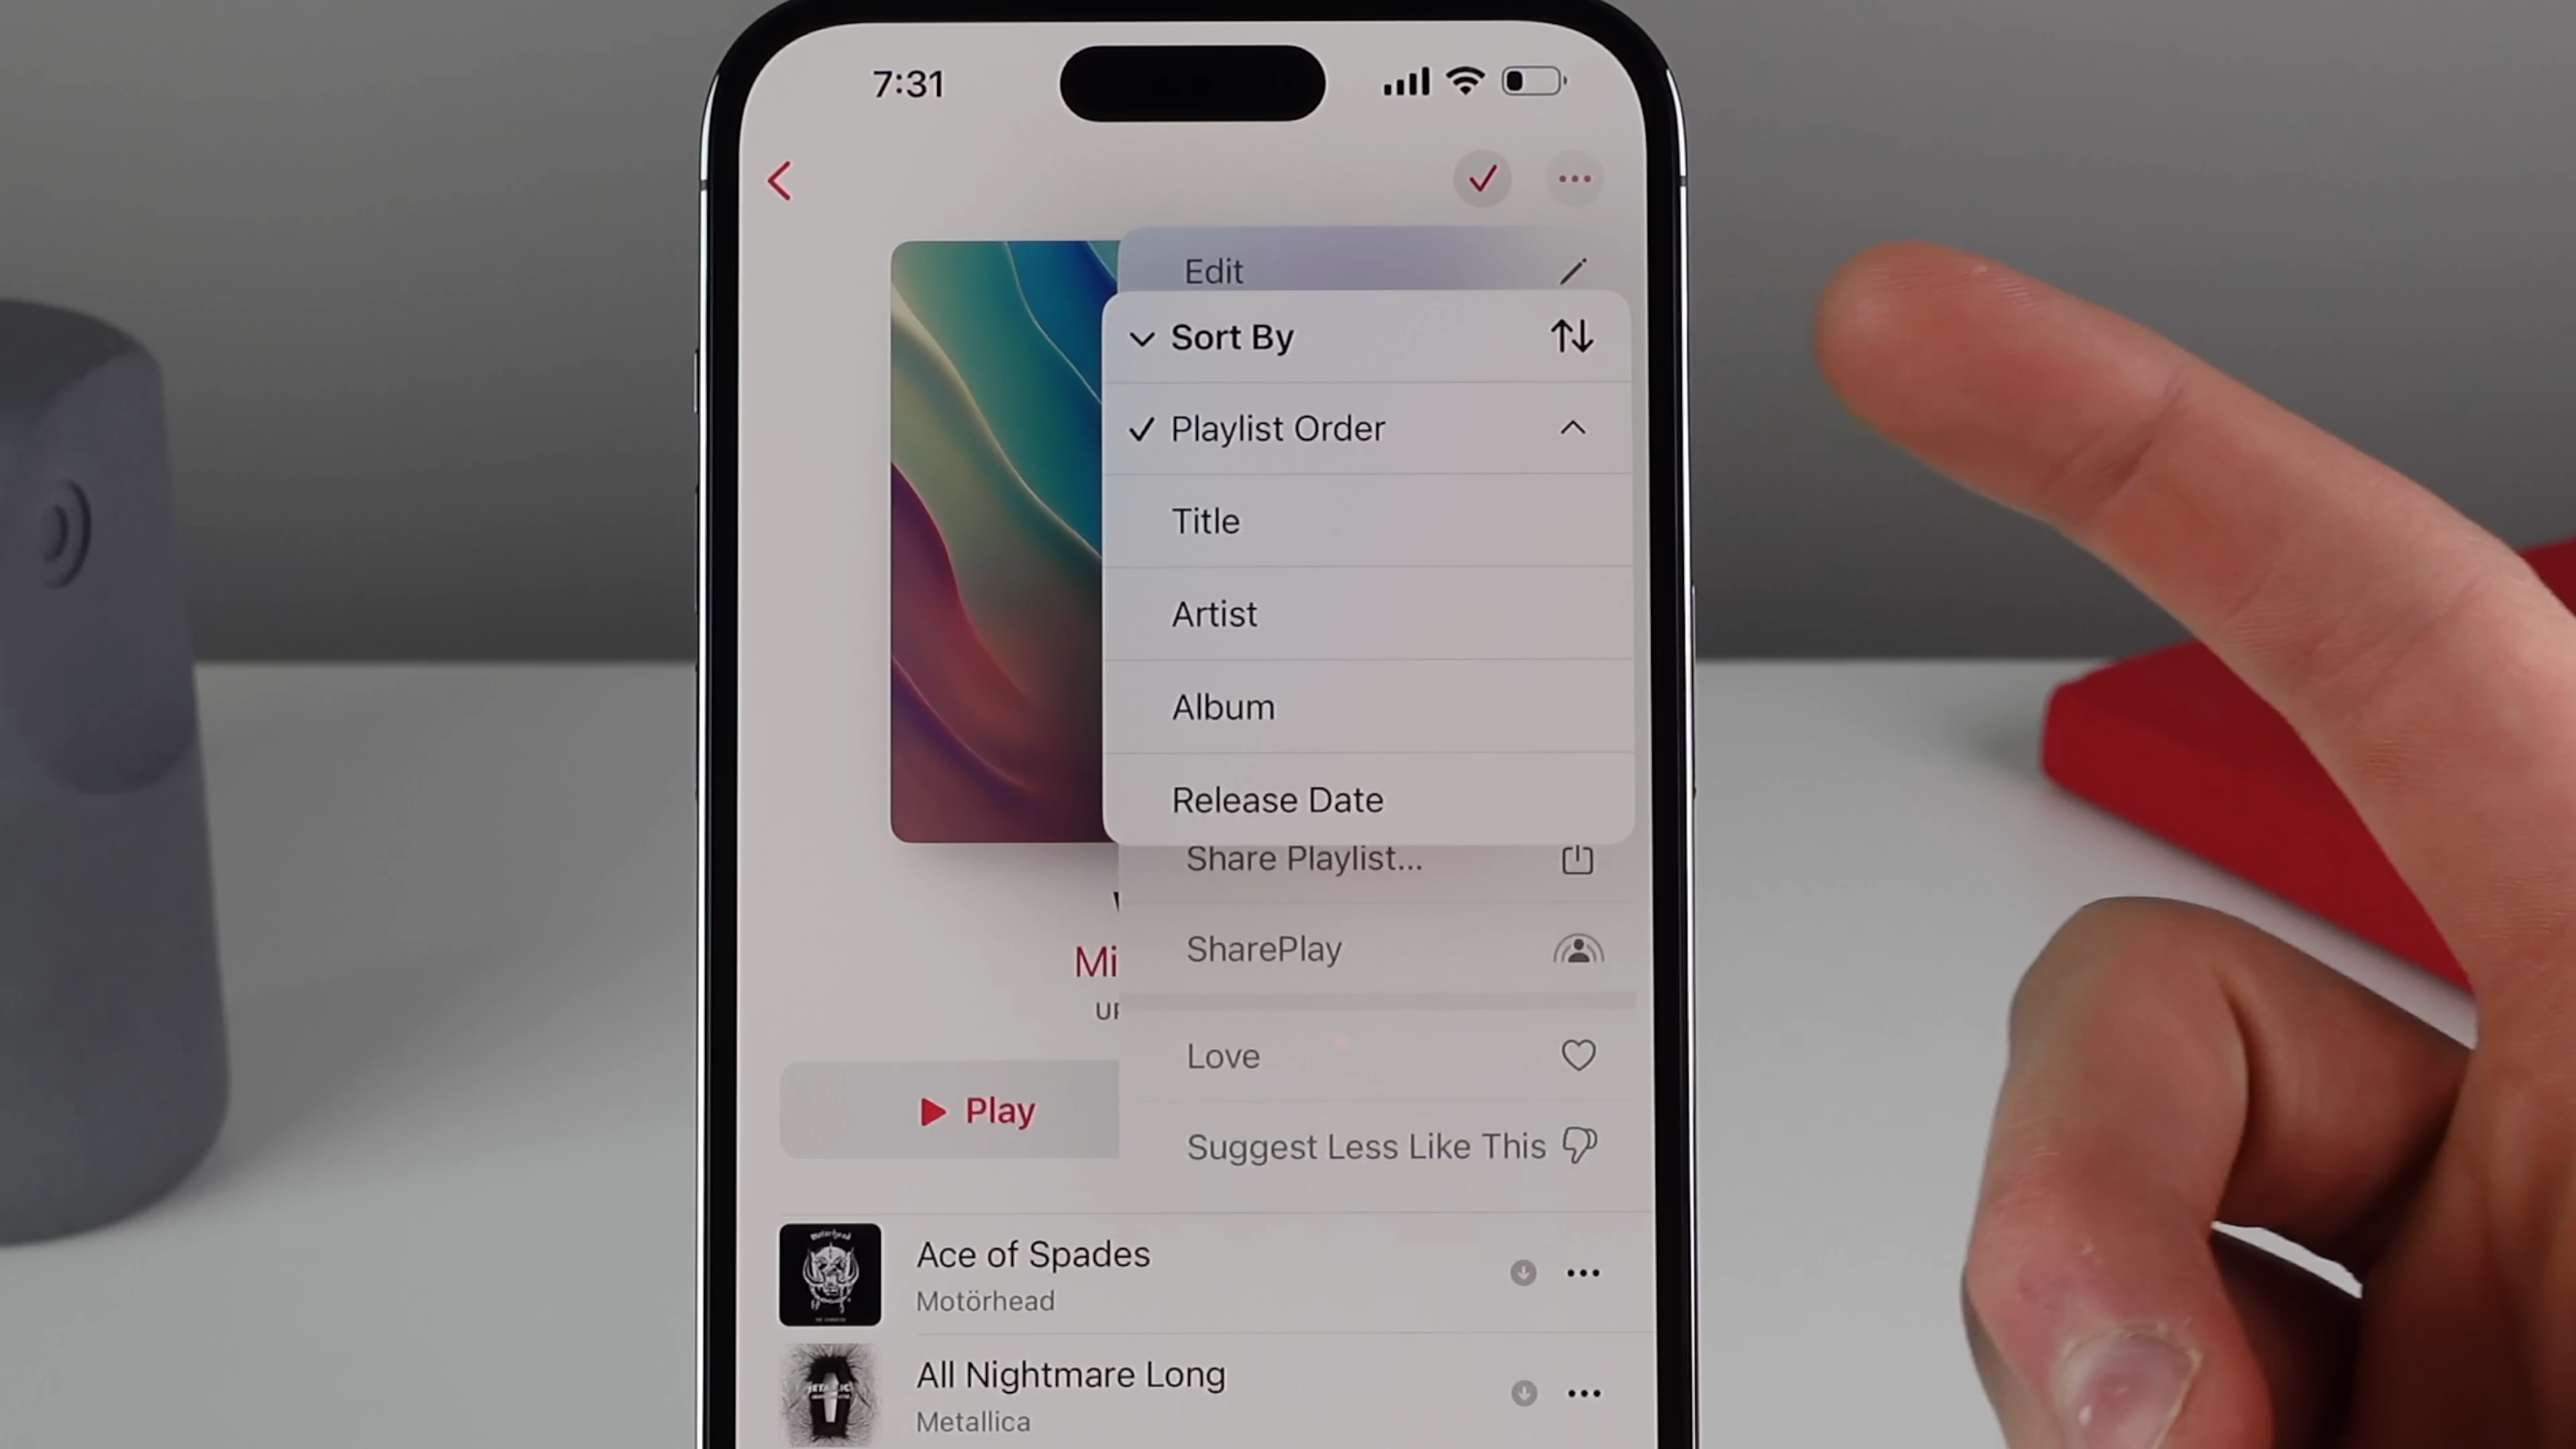 7:31
Edit
Sort By
Playlist Order
Title
Artist
Album
Release Date
Share Playlist...
SharePlay
Mi
UP
Love
Play
Suggest Less Like This
Ace of Spades
Motörhead
All Nightmare Long
Metallica